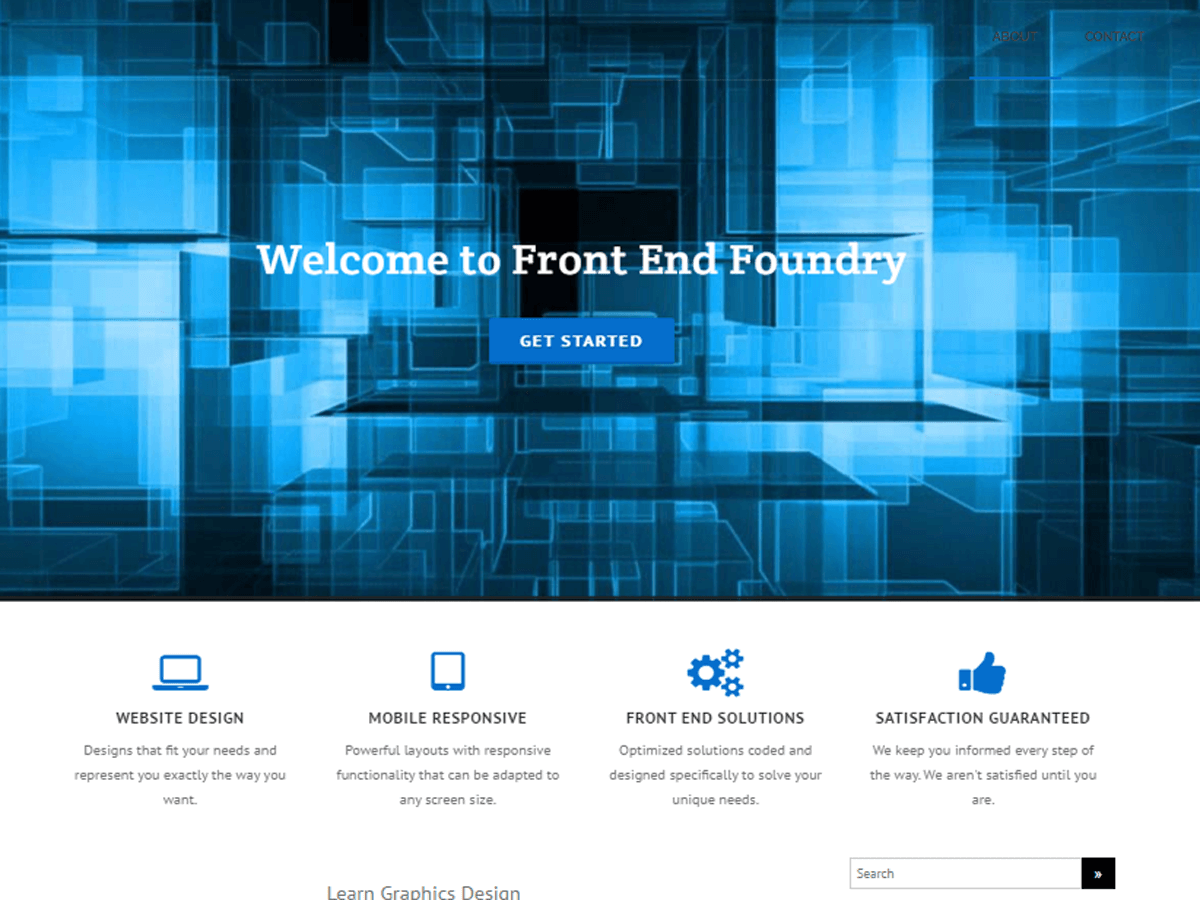 ABOUT CONTACT
Welcome to Front End Foundry
GET STARTED
WEBSITE DESIGN
Designs that fit your needs and
represent you exactly the way you
want.
MOBILE RESPONSIVE
Powerful layouts with responsive
functionality that can be adapted to
any screen size.
FRONT END SOLUTIONS
Optimized solutions coded and
designed specifically to solve your
unique needs.
SATISFACTION GUARANTEED
We keep you informed every step of
the way. We aren't satisfied until you
are.
Search »
Learn Graphics Design